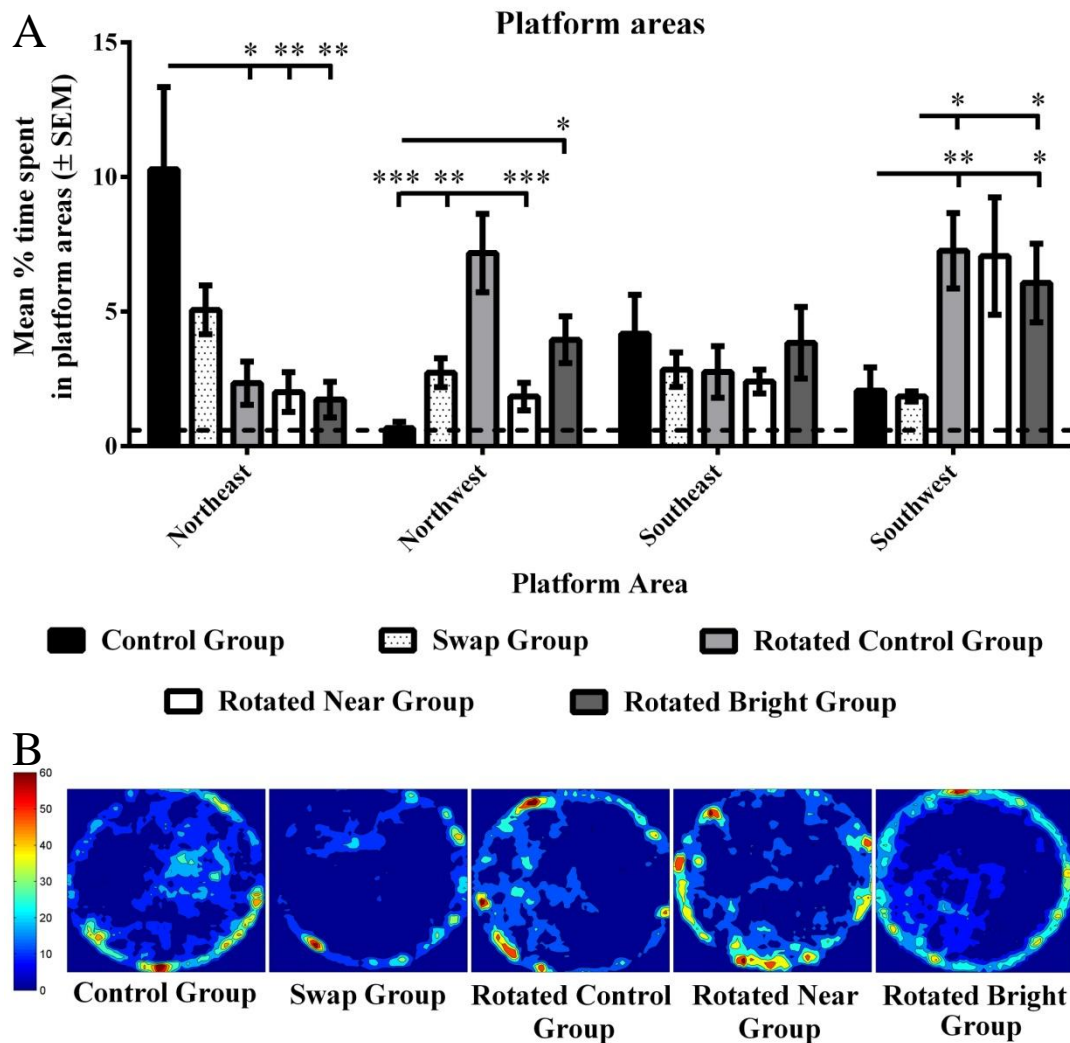 A
Platform areas
Mean % time spent
in platform areas (± SEM)
15
10
5
0
* ** **
*
*** ** ***
* *
** *
Northeast
Northwest
Southeast
Southwest
Platform Area
Control Group
Swap Group
Rotated Control Group
Rotated Near Group
Rotated Bright Group
B
60
50
40
30
20
10
0
Control Group
Swap Group
Rotated Control
Group
Rotated Near
Group
Rotated Bright
Group